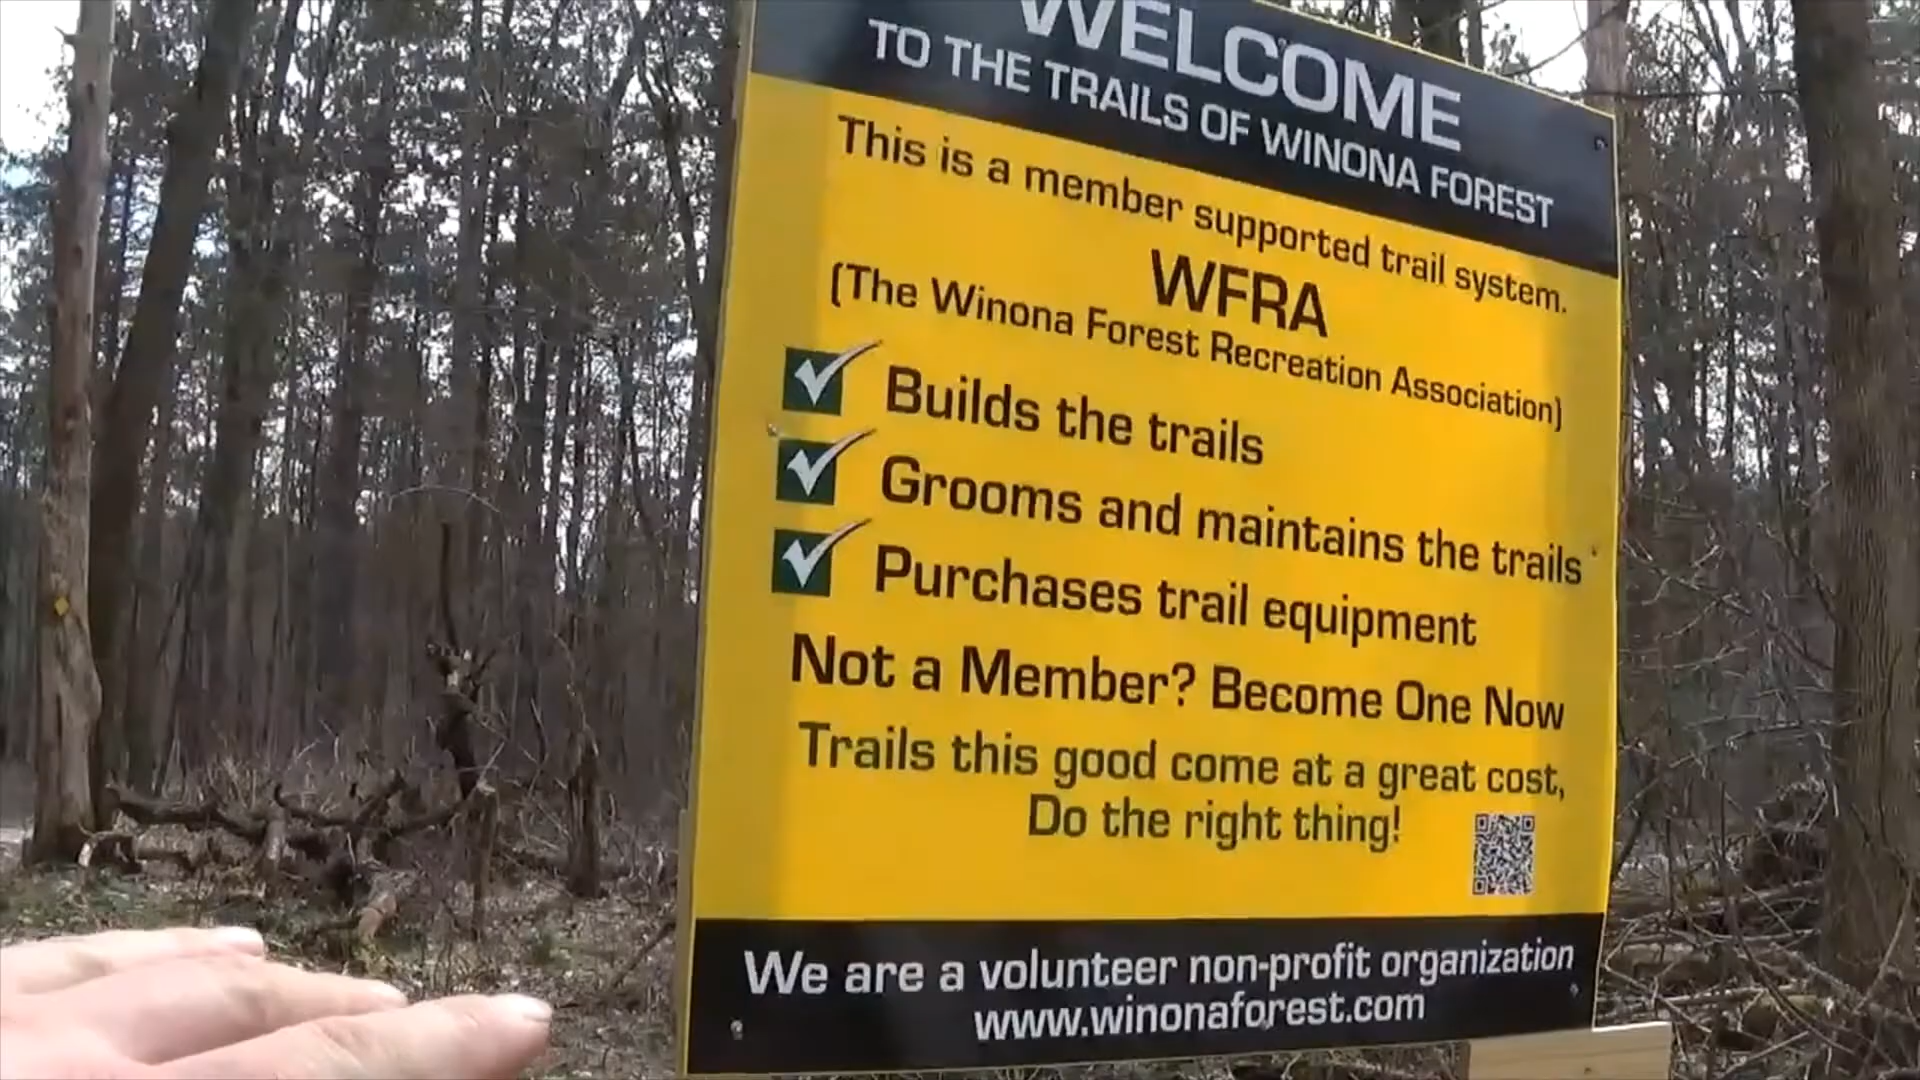 WELCOME
TO THE TRAILS OF WINONA FOREST
This is a member supported trail system.
WFRA
(The Winona Forest Recreation Association)
Builds the trails
Grooms and maintains the trails
Purchases trail equipment
Not a Member? Become One Now
Trails this good come at a great cost,
Do the right thing!
We are a volunteer non-profit organization
www.winonaforest.com